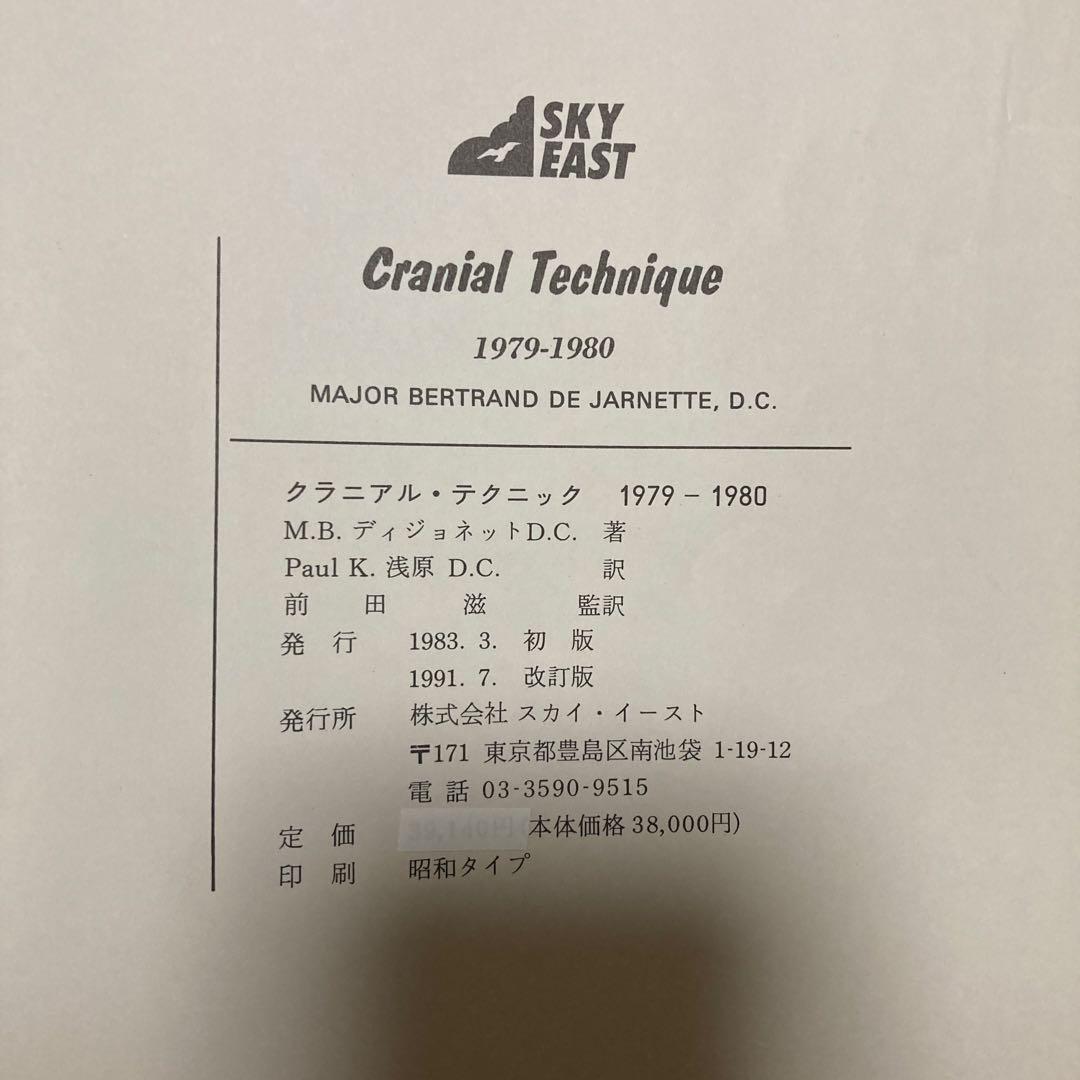 SKY
EAST
Cranial Technique
1979-1980
MAJOR BERTRAND DE JARNETTE, D.C.
クラニアル・テクニック 1979 - 1980
M.B. ディジョネットD.C. 著
Paul K. 浅原 D.C. 訳
前田 滋 監訳
発行 1983. 3. 初版
1991. 7. 改訂版
発行所 株式会社 スカイ・イースト
〒171 東京都豊島区南池袋 1-19-12
電話 03-3590-9515
定価 39,140円(本体価格 38,000円)
印刷 昭和タイプ